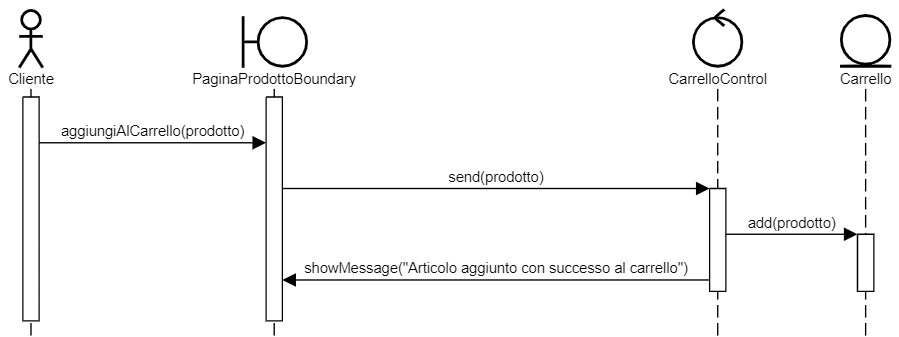 Cliente
PaginaProdottoBoundary
CarrelloControl
Carrello
aggiungiAlCarrello(prodotto)
send(prodotto)
add(prodotto)
showMessage("Articolo aggiunto con successo al carrello")